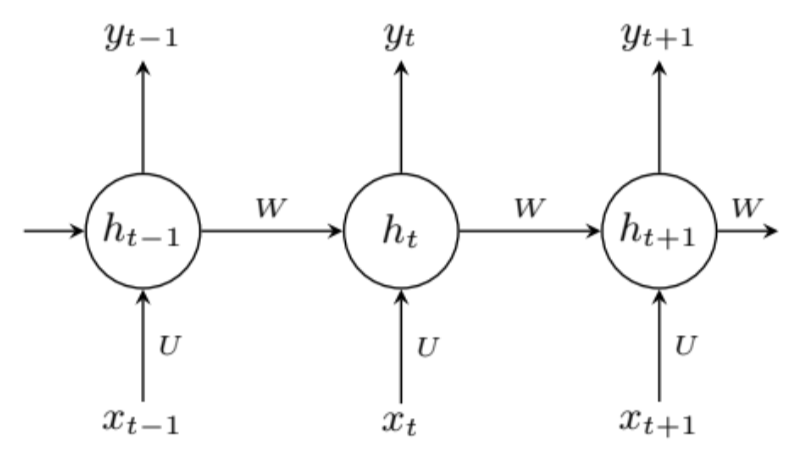 y_{t-1} y_t y_{t+1}
W W W
h_{t-1} h_t h_{t+1}
U U U
x_{t-1} x_t x_{t+1}